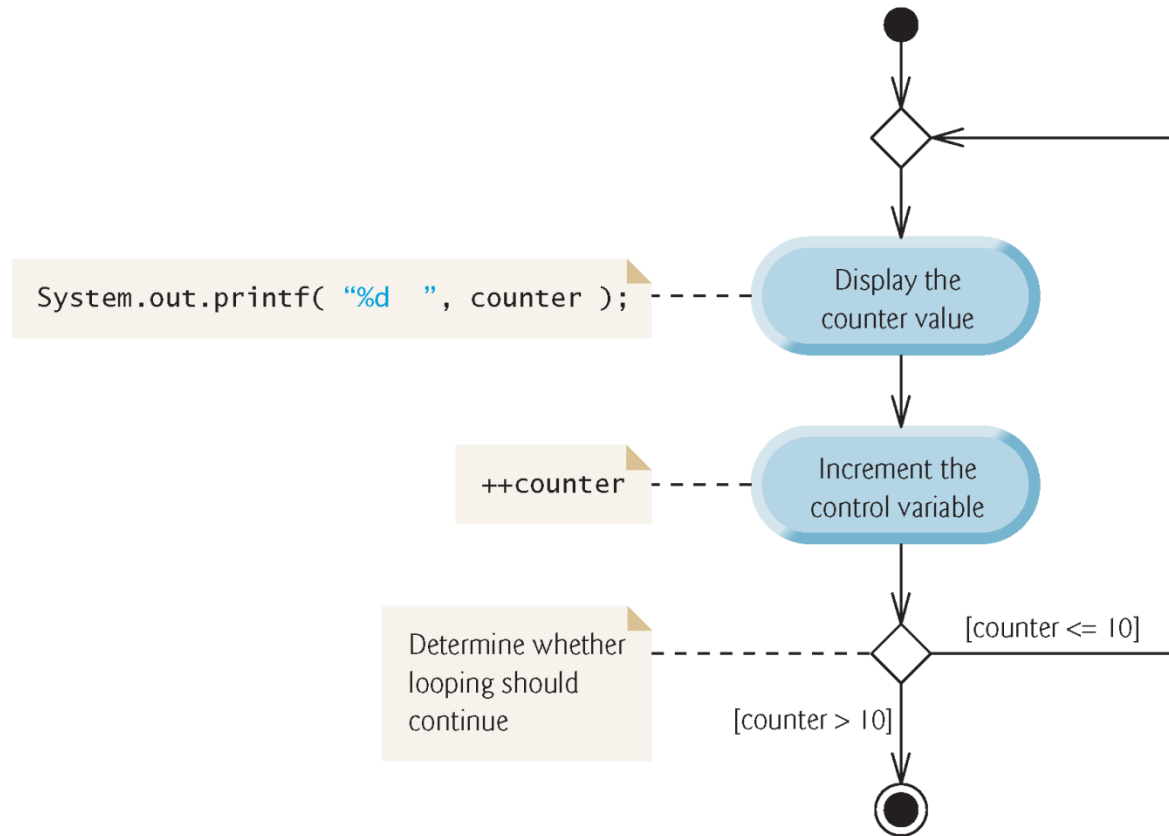 System.out.printf( “%d  ”, counter );
Display the
counter value
++counter
Increment the
control variable
Determine whether
looping should
continue
[counter <= 10]
[counter > 10]